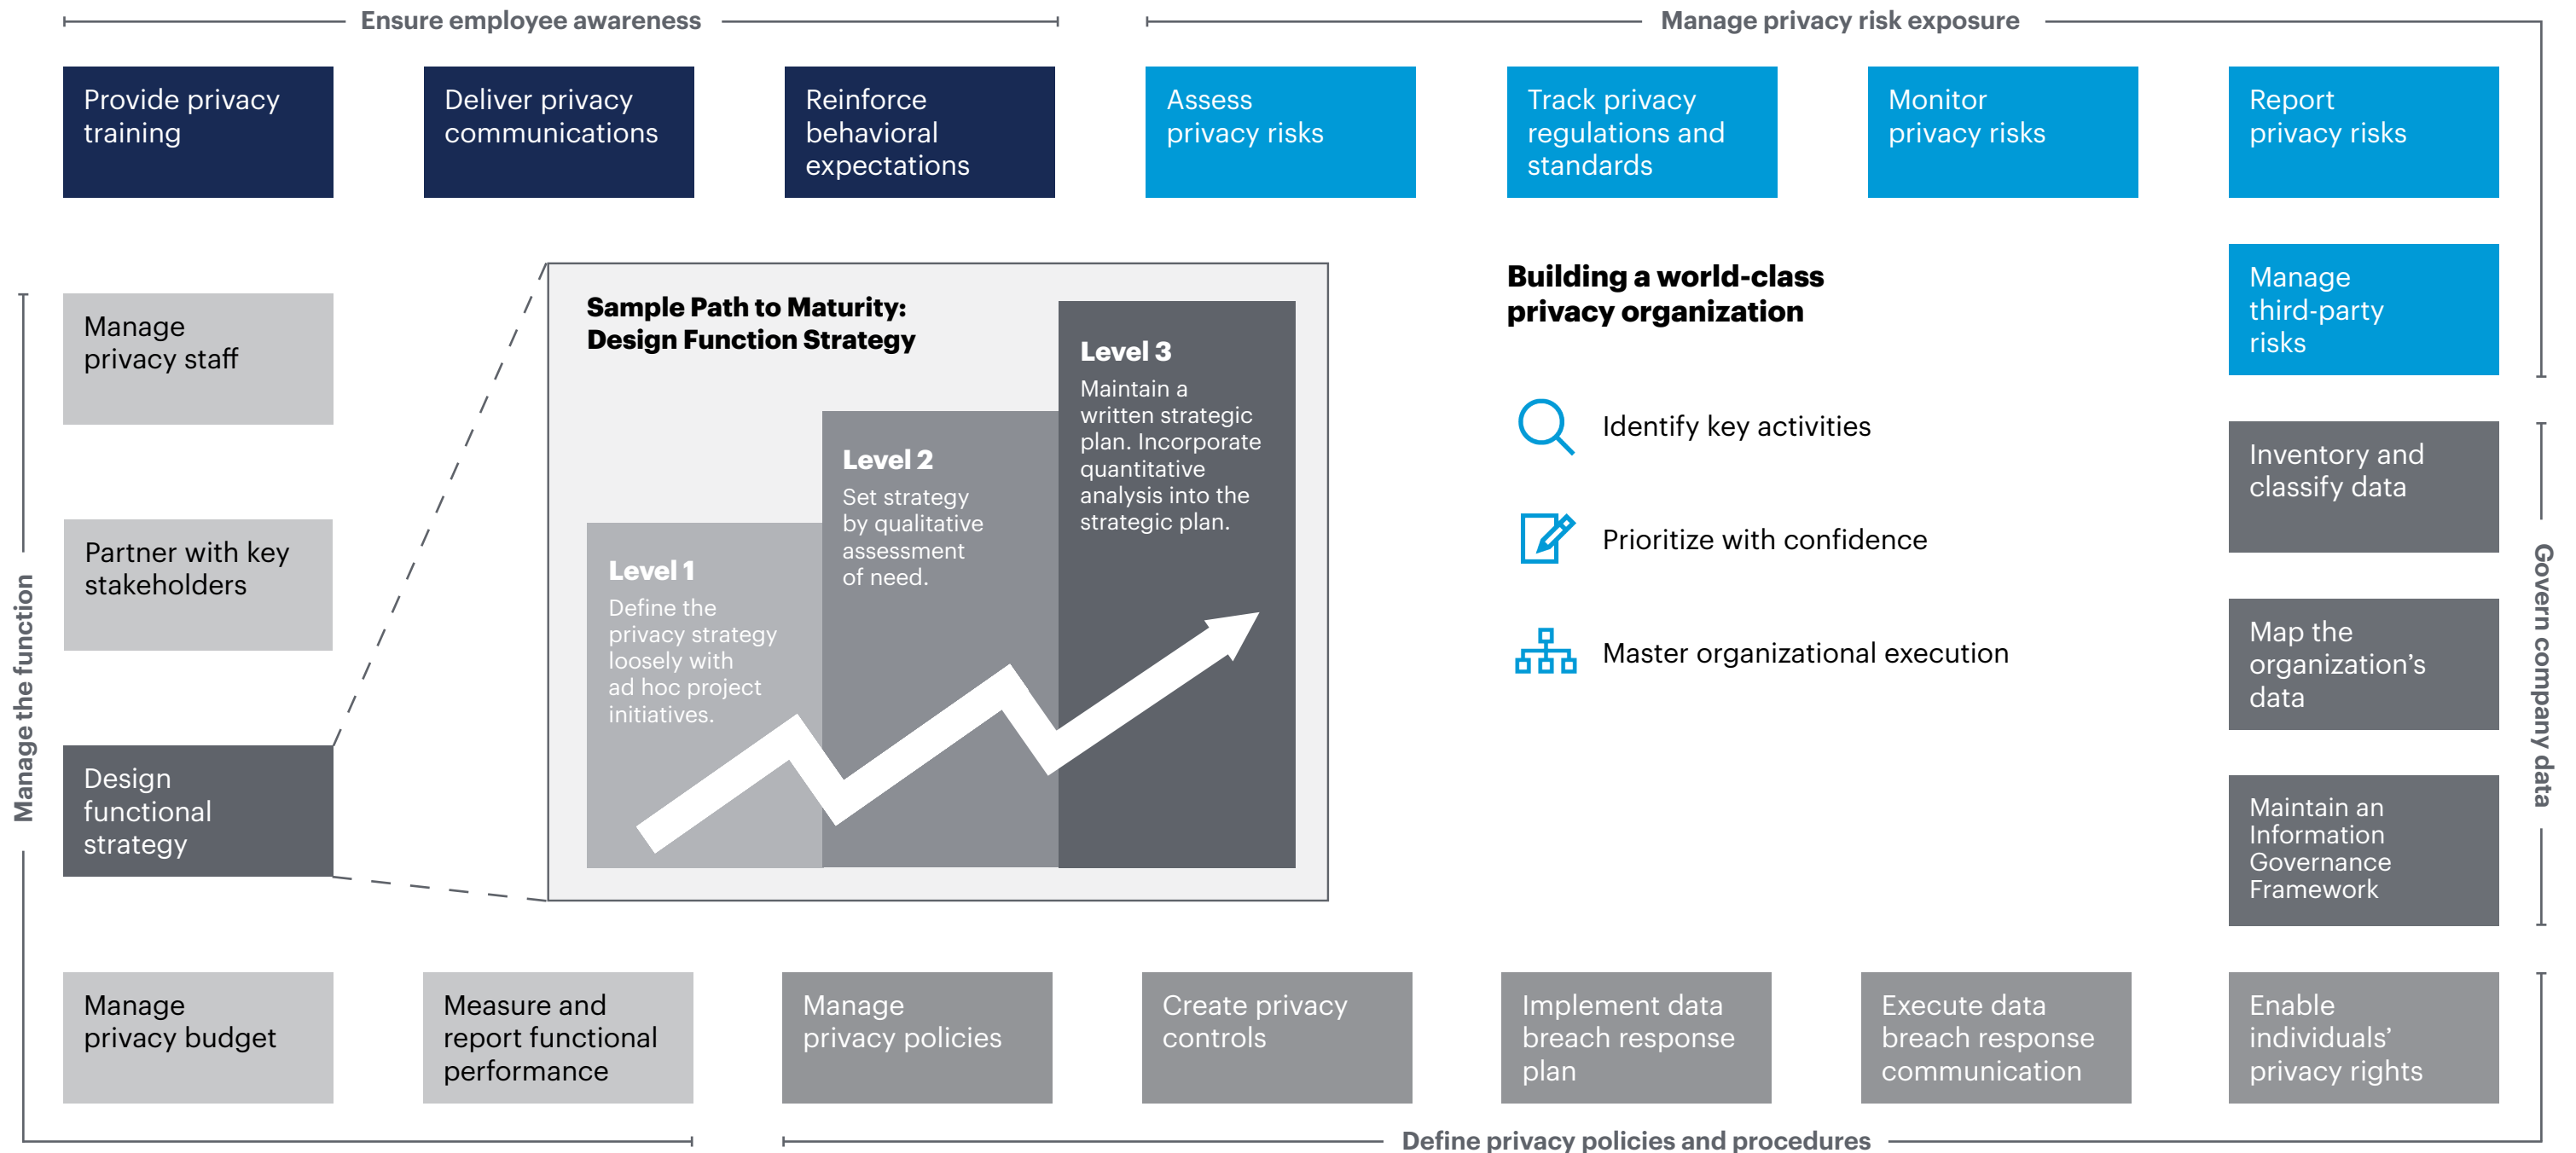 Ensure employee awareness
Manage privacy risk exposure
Provide privacy
training
Deliver privacy
communications
Reinforce
behavioral
expectations
Assess
privacy risks
Track privacy
regulations and
standards
Monitor
privacy risks
Report
privacy risks
Manage
third-party
risks
Manage the function
Manage
privacy staff
Partner with key
stakeholders
Design
functional
strategy
Sample Path to Maturity:
Design Function Strategy
Level 1
Define the
privacy strategy
loosely with
ad hoc project
initiatives.
Level 2
Set strategy
by qualitative
assessment
of need.
Level 3
Maintain a
written strategic
plan. Incorporate
quantitative
analysis into the
strategic plan.
Building a world-class
privacy organization
Identify key activities
Prioritize with confidence
Master organizational execution
Govern company data
Inventory and
classify data
Map the
organization’s
data
Maintain an
Information
Governance
Framework
Manage
privacy budget
Measure and
report functional
performance
Manage
privacy policies
Create privacy
controls
Implement data
breach response
plan
Execute data
breach response
communication
Enable
individuals’
privacy rights
Define privacy policies and procedures